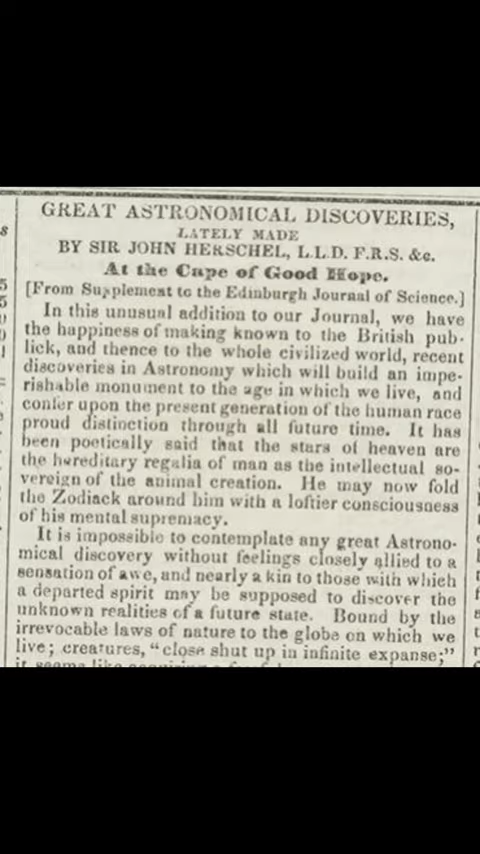 GREAT ASTRONOMICAL DISCOVERIES,
LATELY MADE
BY SIR JOHN HERSCHEL, L.L.D. F.R.S. &c.
At the Cape of Good Hope.
[From Supplement to the Edinburgh Journal of Science.]
In this unusual addition to our Journal, we have
the happiness of making known to the British pub-
lick, and thence to the whole civilized world, recent
discoveries in Astronomy which will build an impe-
rishable monument to the age in which we live, and
confer upon the present generation of the human race
proud distinction through all future time. It has
been poetically said that the stars of heaven are
the hereditary regalia of man as the intellectual so-
vereign of the animal creation. He may now fold
the Zodiack around him with a loftier consciousness
of his mental supremacy.
It is impossible to contemplate any great Astrono-
mical discovery without feelings closely allied to a
sensation of awe, and nearly a kin to those with which
a departed spirit may be supposed to discover the
unknown realities of a future state. Bound by the
irrevocable laws of nature to the globe on which we
live; creatures, "close shut up in infinite expanse;"
it seems like acquiring a